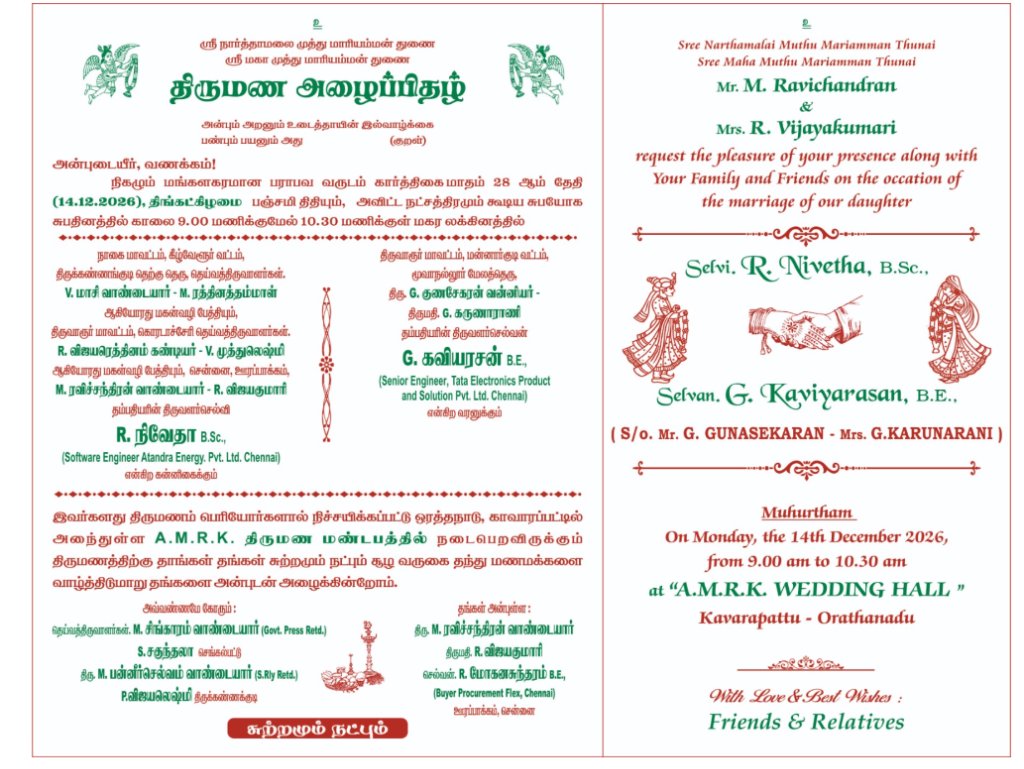 உ
ஸ்ரீ நார்த்தாமலை முத்து மாரியம்மன் துணை
ஸ்ரீ மகா முத்து மாரியம்மன் துணை
திருமண அழைப்பிதழ்
அன்பும் அறனும் உடைத்தாயின் இல்வாழ்க்கை
பண்பும் பயனும் அது (குறள்)
அன்புடையீர், வணக்கம்!
நிகழும் மங்களகரமான பராபவ வருடம் கார்த்திகை மாதம் 28 ஆம் தேதி
(14.12.2026), திங்கட்கிழமை பஞ்சமி திதியும், அவிட்ட நட்சத்திரமும் கூடிய சுபயோக
சுபதினத்தில் காலை 9.00 மணிக்குமேல் 10.30 மணிக்குள் மகர லக்கினத்தில்
நாகை மாவட்டம், கீழ்வேளூர் வட்டம்,
திருக்கண்ணங்குடி தெற்கு தெரு, தெய்வத்திருவாளர்கள்.
V. மாசி வாண்டையார் - M. ரத்தினத்தம்மாள்
ஆகியோரது மகன்வழி பேத்தியும்,
திருவாரூர் மாவட்டம், கொரடாச்சேரி தெய்வத்திருவாளர்கள்.
R. விஜயரெத்தினம் கண்டியர் - V. முத்துலெஷ்மி
ஆகியோரது மகள்வழி பேத்தியும், சென்னை, ஊரப்பாக்கம்,
M. ரவிச்சந்திரன் வாண்டையார் - R. விஜயகுமாரி
தம்பதியரின் திருவளர்செல்வி
R. நிவேதா B.Sc.,
(Software Engineer Atandra Energy. Pvt. Ltd. Chennai)
என்கிற கன்னிகைக்கும்
திருவாரூர் மாவட்டம், மன்னார்குடி வட்டம்,
மூவாநல்லூர் மேலத்தெரு,
திரு. G. குணசேகரன் வன்னியர் -
திருமதி. G. கருணாராணி
தம்பதியரின் திருவளர்செல்வன்
G. கவியரசன் B.E.,
(Senior Engineer, Tata Electronics Product
and Solution Pvt. Ltd. Chennai)
என்கிற வரனுக்கும்
இவர்களது திருமணம் பெரியோர்களால் நிச்சயிக்கப்பட்டு ஒரத்தநாடு, காவாரப்பட்டில்
அமைந்துள்ள A.M.R.K. திருமண மண்டபத்தில் நடைபெறவிருக்கும்
திருமணத்திற்கு தாங்கள் தங்கள் சுற்றமும் நட்பும் சூழ வருகை தந்து மணமக்களை
வாழ்த்திடுமாறு தங்களை அன்புடன் அழைக்கின்றோம்.
அவ்வண்ணமே கோரும் :
தெய்வத்திருவாளர்கள். M. சிங்காரம் வாண்டையார் (Govt. Press Retd.)
S. சகுந்தலா செங்கல்பட்டு
திரு. M. பன்னீர்செல்வம் வாண்டையார் (S.Rly Retd.)
P.விஜயலெஷ்மி திருக்கண்ணக்குடி
தங்கள் அன்புள்ள :
திரு. M. ரவிச்சந்திரன் வாண்டையார்
திருமதி. R. விஜயகுமாரி
செல்வன். R. மோகனசுந்தரம் B.E.,
(Buyer Procurement Flex, Chennai)
ஊரப்பாக்கம், சென்னை
சுற்றமும் நட்பும்
உ
Sree Narthamalai Muthu Mariamman Thunai
Sree Maha Muthu Mariamman Thunai
Mr. M. Ravichandran
&
Mrs. R. Vijayakumari
request the pleasure of your presence along with
Your Family and Friends on the occation of
the marriage of our daughter
Selvi. R. Nivetha, B.Sc.,
Selvan. G. Kaviyarasan, B.E.,
( S/o. Mr. G. GUNASEKARAN - Mrs. G.KARUNARANI )
Muhurtham
On Monday, the 14th December 2026,
from 9.00 am to 10.30 am
at "A.M.R.K. WEDDING HALL "
Kavarapattu - Orathanadu
With Love & Best Wishes :
Friends & Relatives